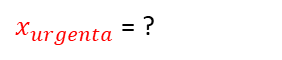 x_urgenta = ?